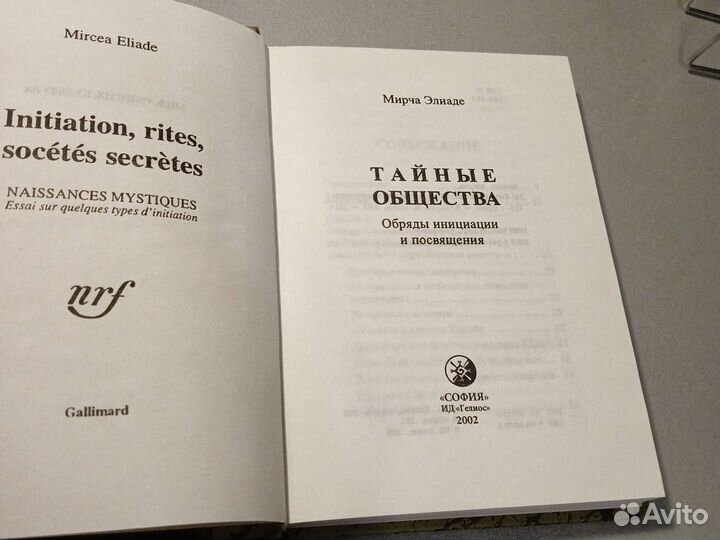 Mircea Eliade
Initiation, rites,
socétés secrètes
NAISSANCES MYSTIQUES
Essai sur quelques types d'initiation
nrf
Gallimard
Мирча Элиаде
ТАЙНЫЕ
ОБЩЕСТВА
Обряды инициации
и посвящения
«СОФИЯ»
ИД «Гелиос»
2002
Avito